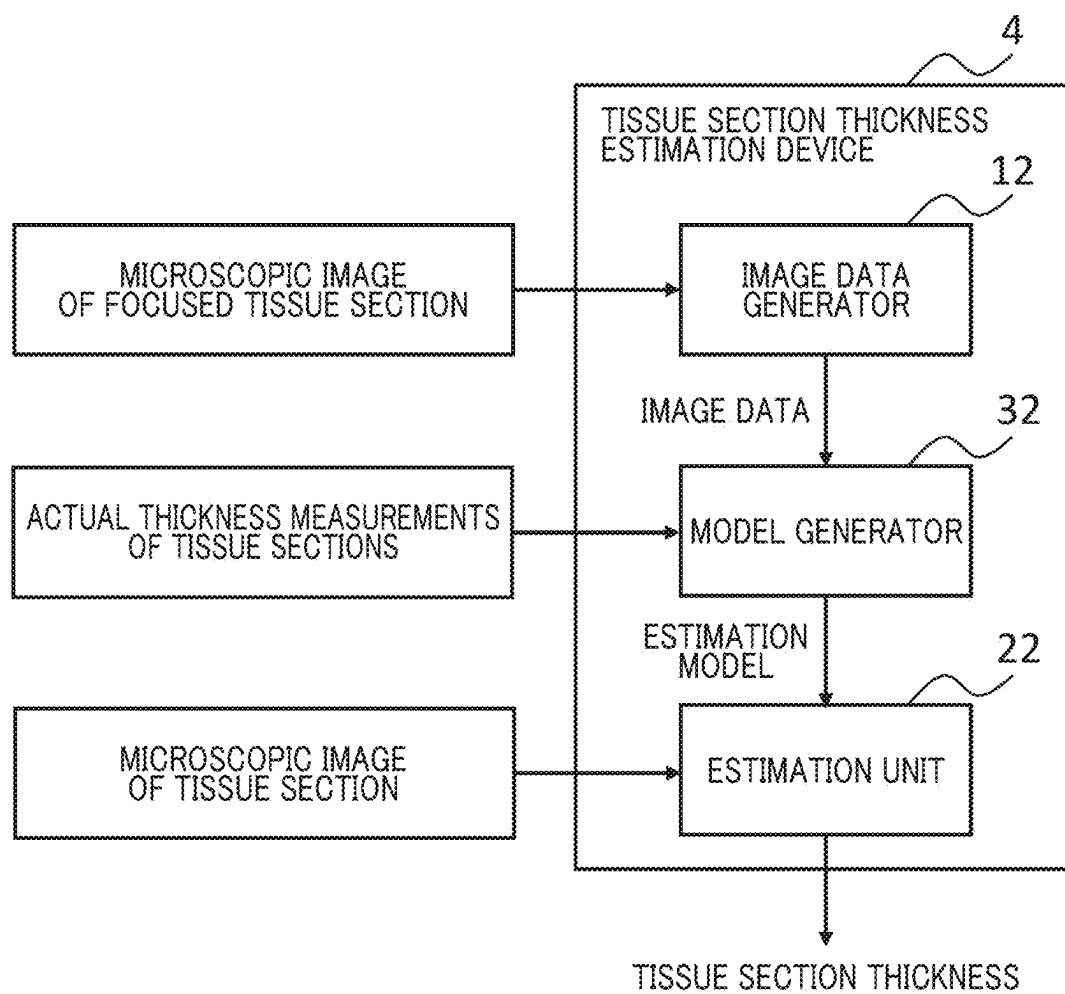 4
TISSUE SECTION THICKNESS
ESTIMATION DEVICE
12
MICROSCOPIC IMAGE
OF FOCUSED TISSUE SECTION
IMAGE DATA
GENERATOR
IMAGE DATA
32
ACTUAL THICKNESS MEASUREMENTS
OF TISSUE SECTIONS
MODEL GENERATOR
ESTIMATION
MODEL
22
MICROSCOPIC IMAGE
OF TISSUE SECTION
ESTIMATION UNIT
TISSUE SECTION THICKNESS